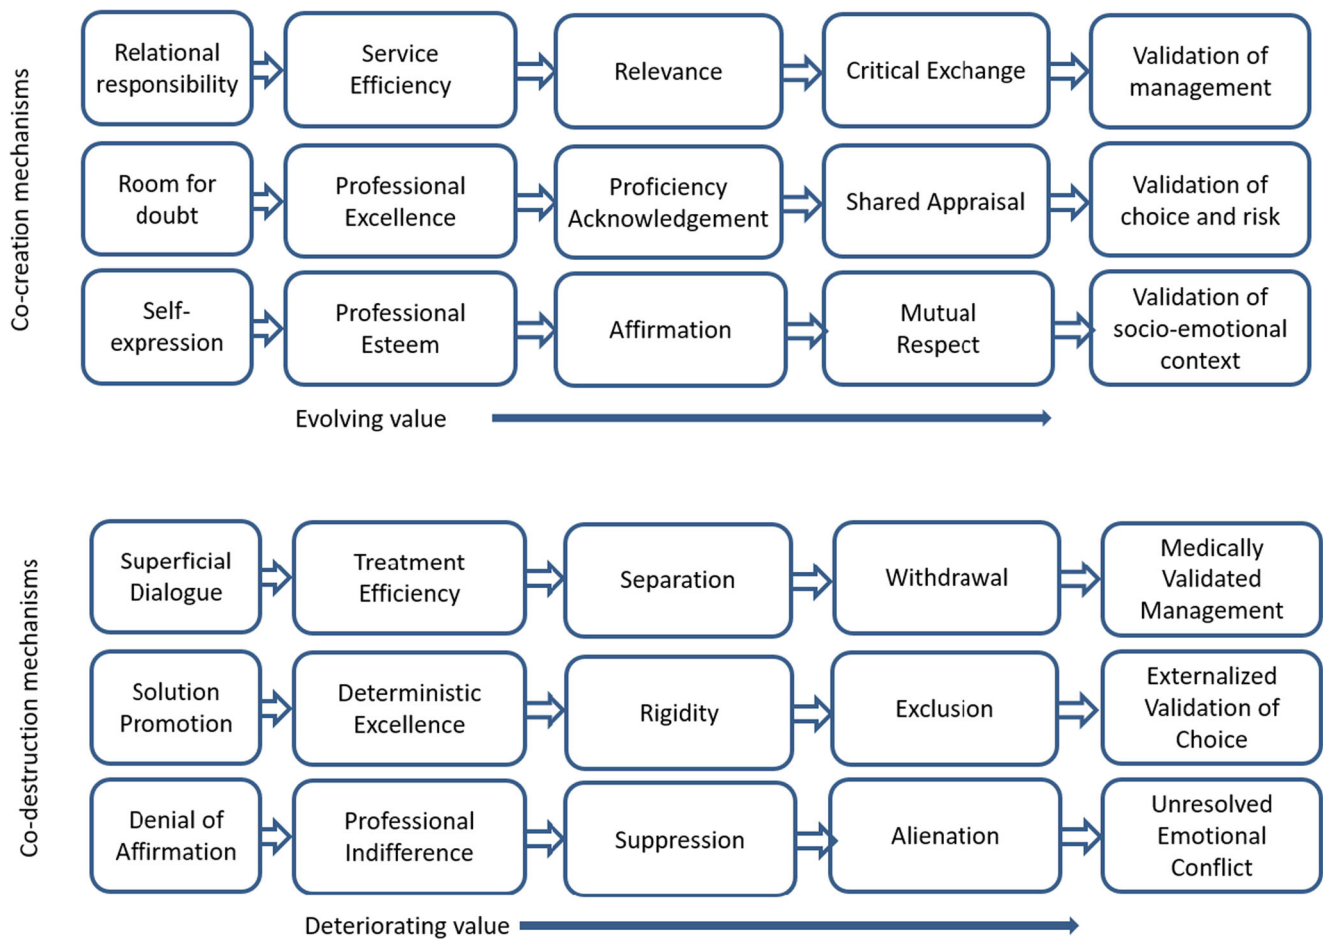 Co-creation mechanisms
Relational
responsibility
Service
Efficiency
Relevance
Critical Exchange
Validation of
management
Room for
doubt
Professional
Excellence
Proficiency
Acknowledgement
Shared Appraisal
Validation of
choice and risk
Self-
expression
Professional
Esteem
Affirmation
Mutual
Respect
Validation of
socio-emotional
context
Evolving value
Co-destruction mechanisms
Superficial
Dialogue
Treatment
Efficiency
Separation
Withdrawal
Medically
Validated
Management
Solution
Promotion
Deterministic
Excellence
Rigidity
Exclusion
Externalized
Validation of
Choice
Denial of
Affirmation
Professional
Indifference
Suppression
Alienation
Unresolved
Emotional
Conflict
Deteriorating value